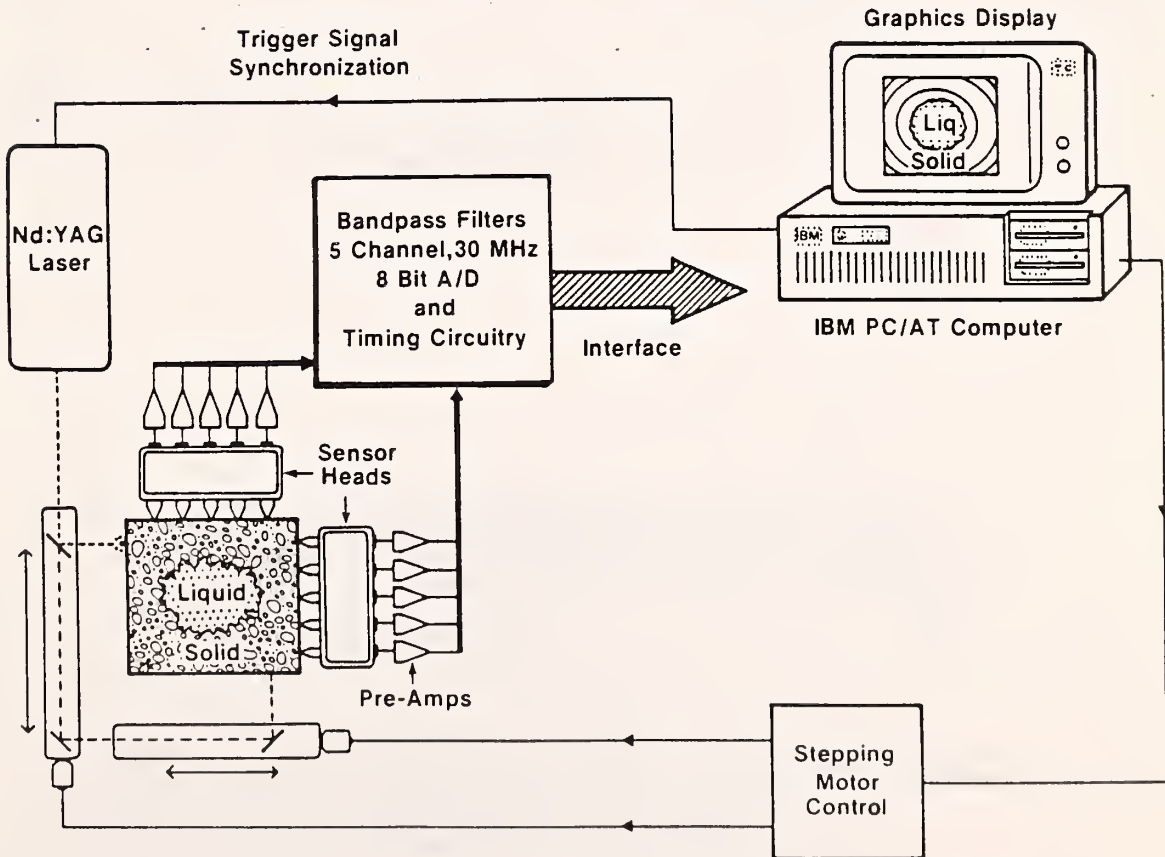 Graphics Display
Trigger Signal
Synchronization
Liq
Solid
Nd:YAG
Laser
Bandpass Filters
5 Channel,30 MHz
8 Bit A/D
and
Timing Circuitry
IBM
Interface
IBM PC/AT Computer
Sensor
Heads
Liquid
Solid
Pre-Amps
Stepping
Motor
Control